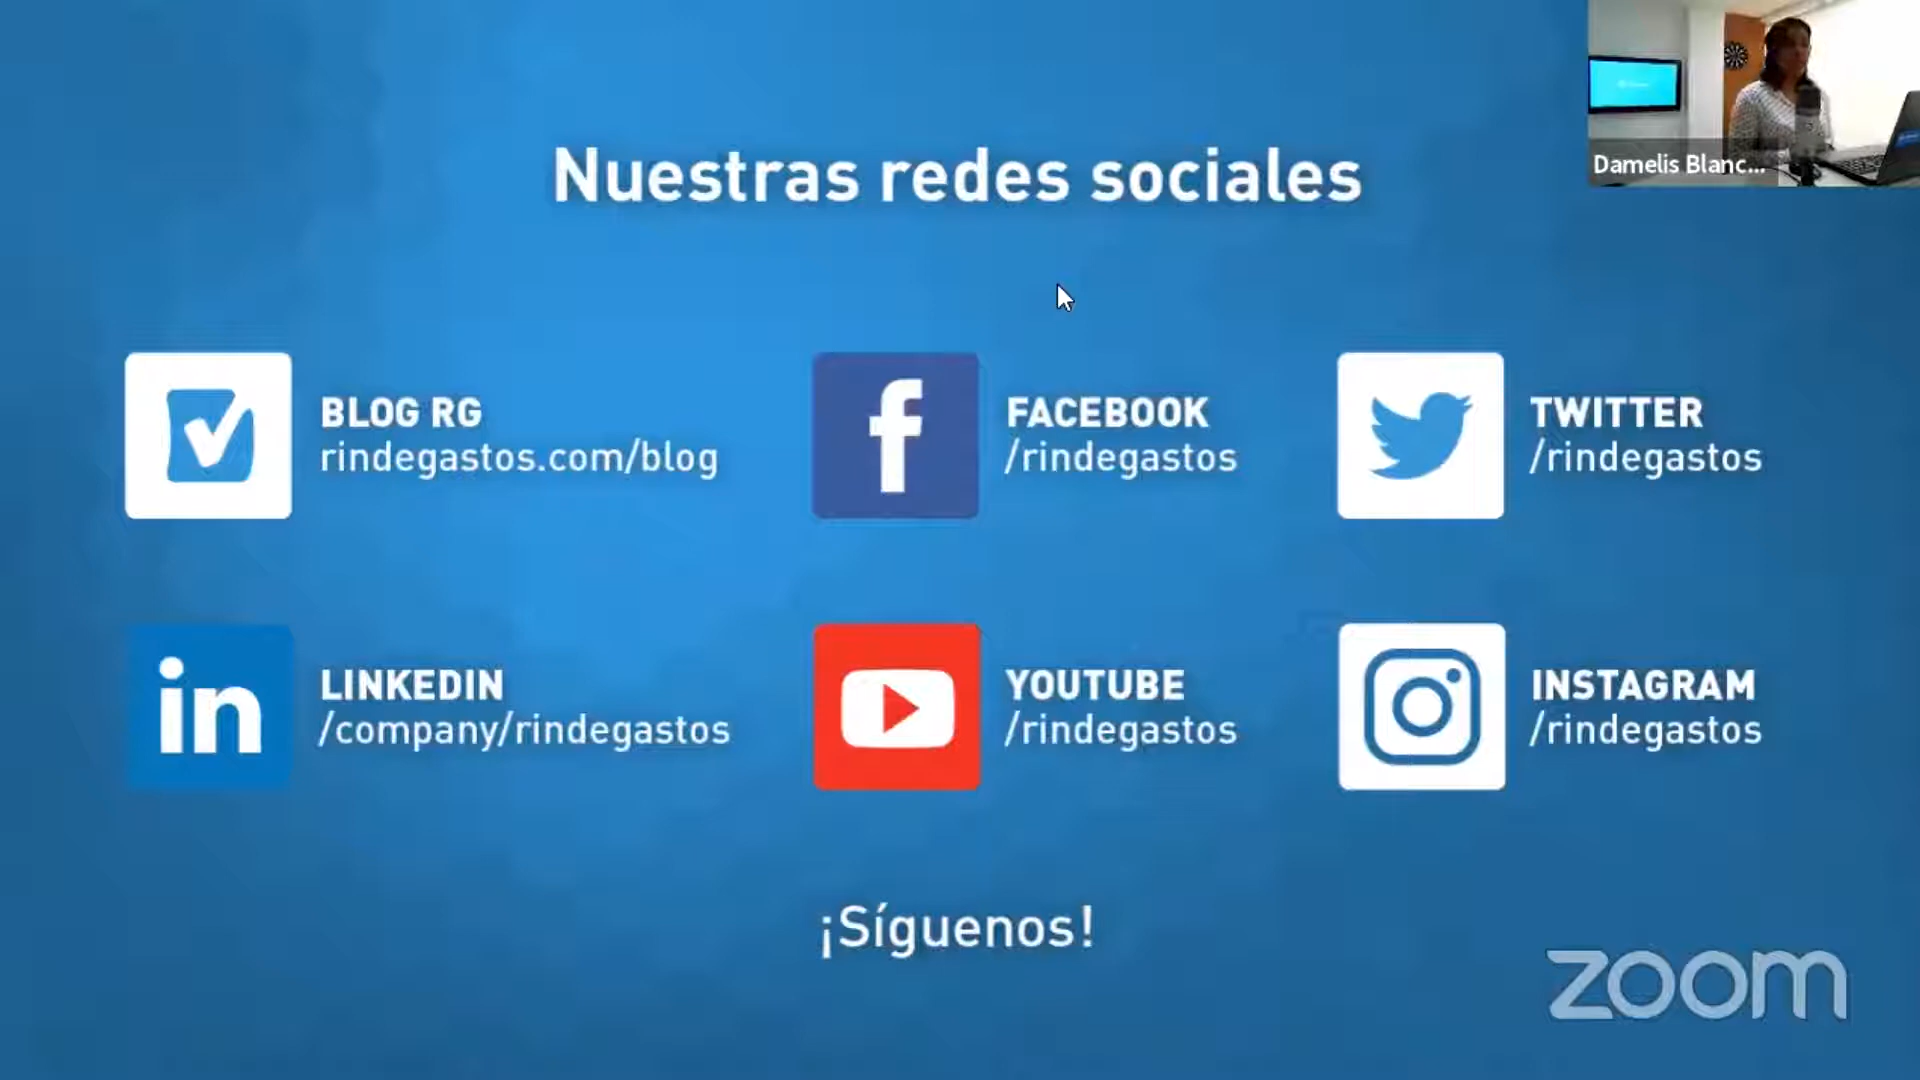 Nuestras redes sociales
Damelis Blanc...
BLOG RG
rindegastos.com/blog
FACEBOOK
/rindegastos
TWITTER
/rindegastos
LINKEDIN
/company/rindegastos
YOUTUBE
/rindegastos
INSTAGRAM
/rindegastos
¡Síguenos!
zoom